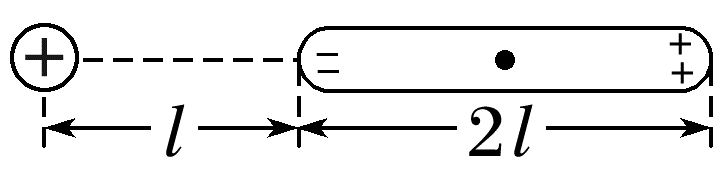 + − − + +
l 2l